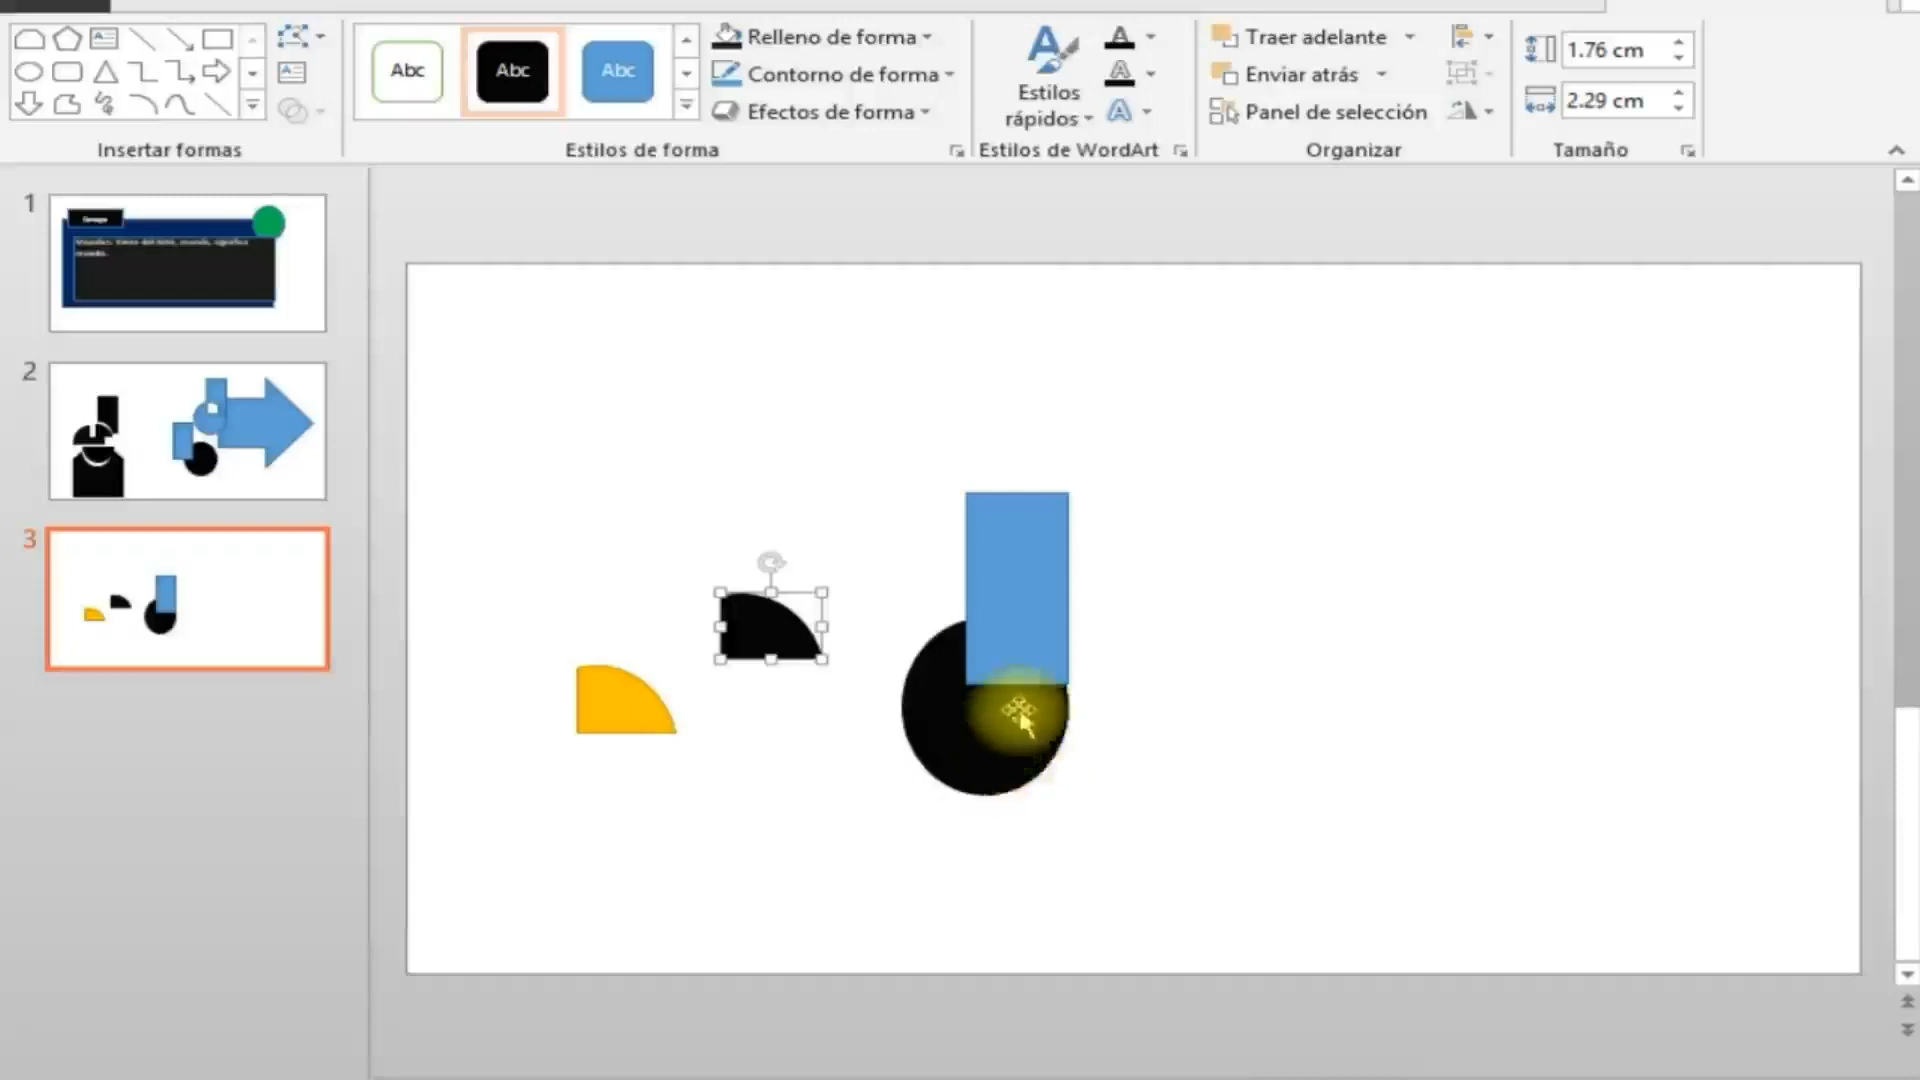 Abc Abc Abc
Relleno de forma
Contorno de forma
Efectos de forma
Estilos
rápidos
Traer adelante
Enviar atrás
Panel de selección
1.76 cm
2.29 cm
Insertar formas
Estilos de forma
Estilos de WordArt
Organizar
Tamaño
1
2
3